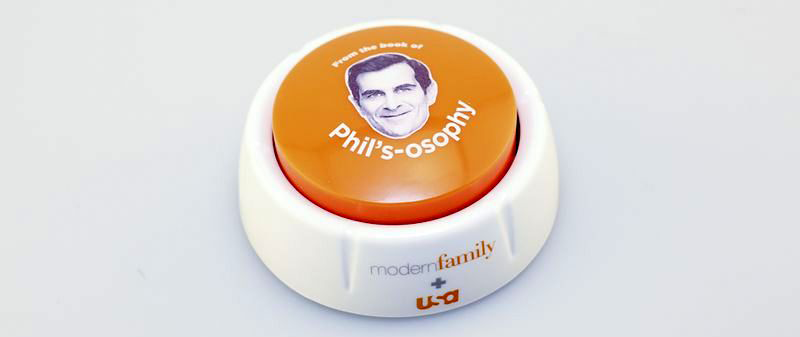 From the book of
Phil's-osophy
modernfamily
+
usa